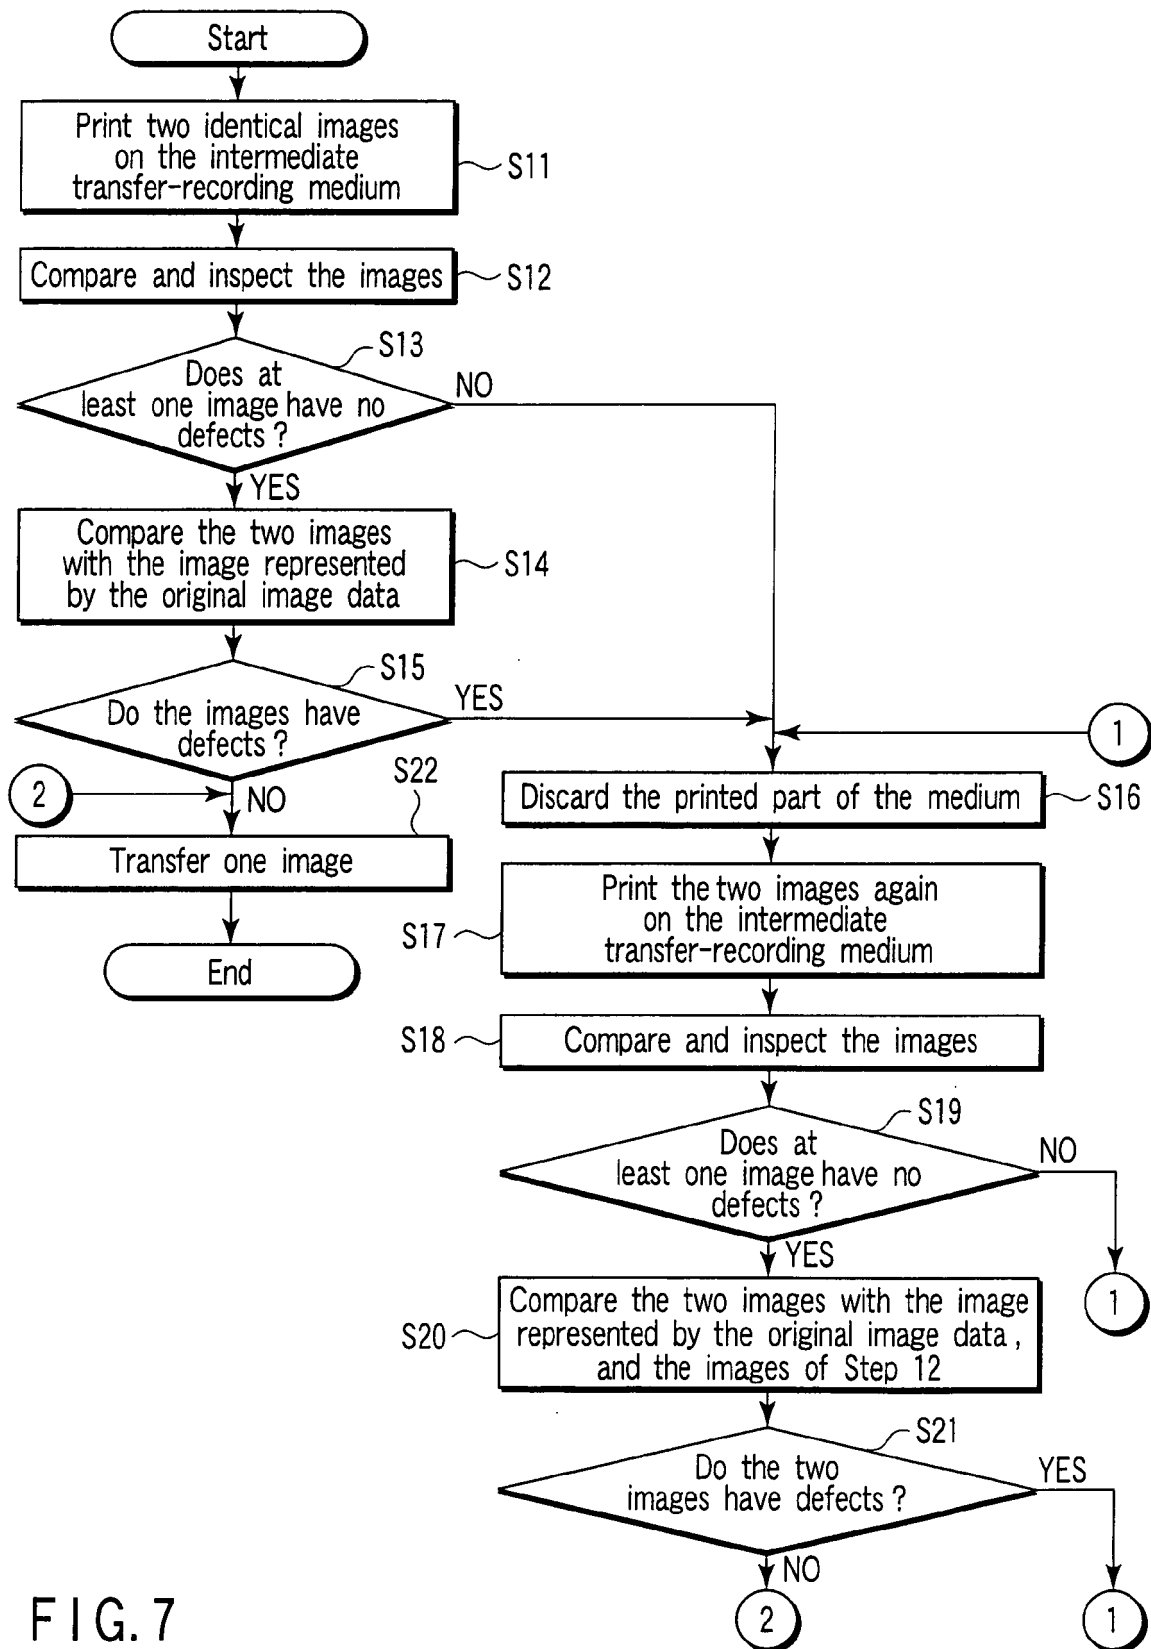 Start
Print two identical images
on the intermediate
transfer-recording medium
S11
Compare and inspect the images
S12
S13
Does at
least one image have no
defects ?
NO
YES
Compare the two images
with the image represented
by the original image data
S14
S15
Do the images have
defects ?
YES
1
2
NO
S22
Transfer one image
End
Discard the printed part of the medium
S16
Print the two images again
on the intermediate
transfer-recording medium
S17
S18
Compare and inspect the images
S19
Does at
least one image have no
defects ?
NO
YES
1
Compare the two images with the image
represented by the original image data ,
and the images of Step 12
S20
S21
Do the two
images have defects ?
YES
NO
2
1
FIG. 7